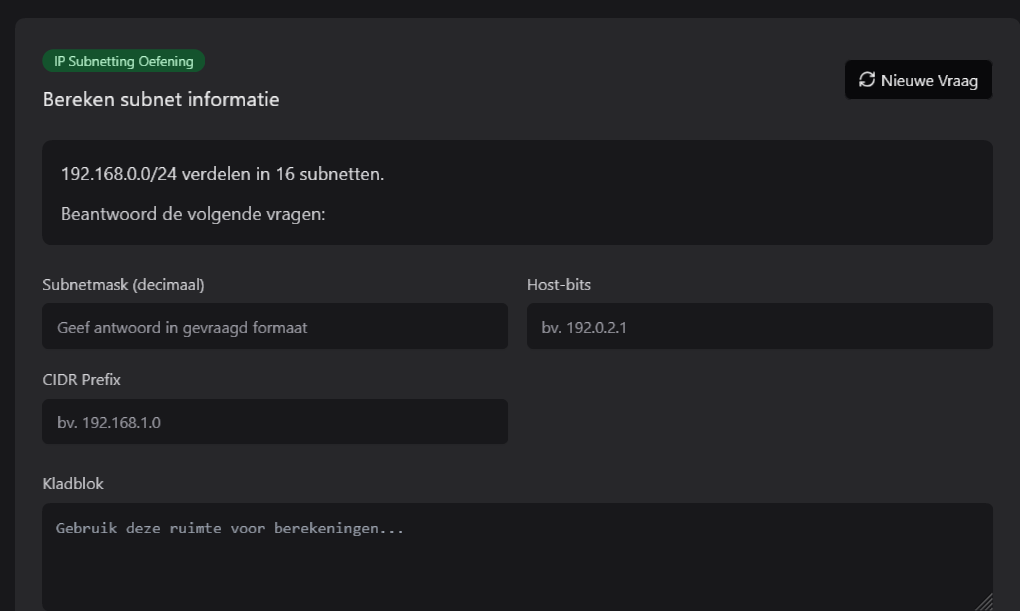 IP Subnetting Oefening
Bereken subnet informatie
Nieuwe Vraag
192.168.0.0/24 verdelen in 16 subnetten.
Beantwoord de volgende vragen:
Subnetmask (decimaal)
Geef antwoord in gevraagd formaat
Host-bits
bv. 192.0.2.1
CIDR Prefix
bv. 192.168.1.0
Kladblok
Gebruik deze ruimte voor berekeningen...